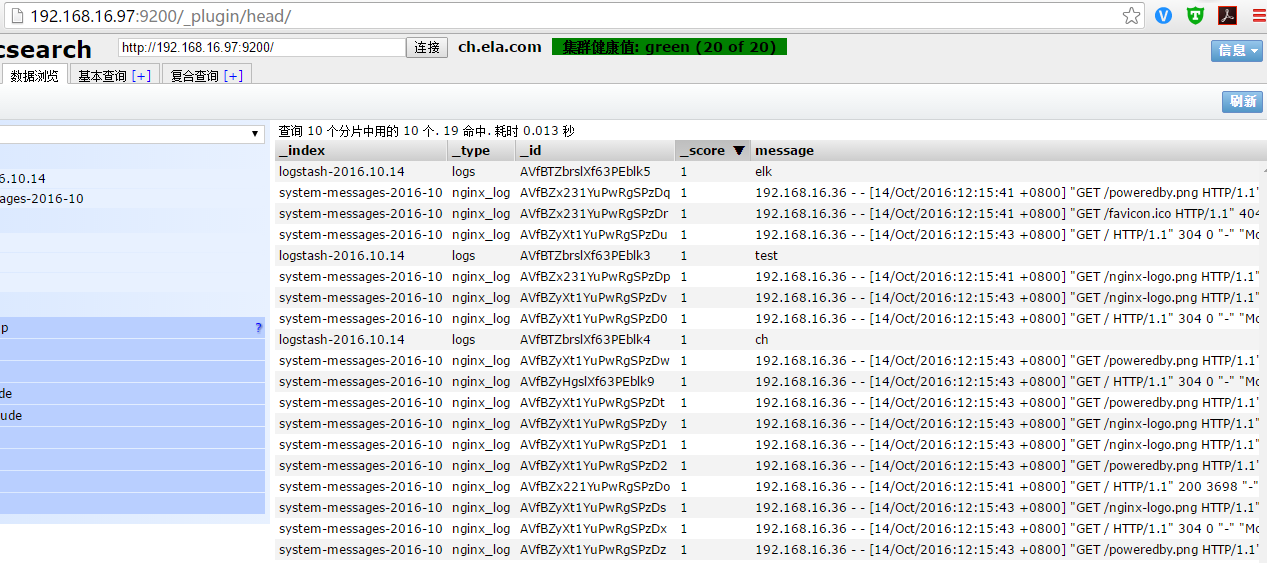 192.168.16.97:9200/_plugin/head/
csearch http://192.168.16.97:9200/ 连接 ch.ela.com 集群健康值: green (20 of 20) 信息
数据浏览 基本查询 [+] 复合查询 [+]
刷新
查询 10 个分片中用的 10 个. 19 命中. 耗时 0.013 秒
6.10.14
ages-2016-10
p ?
de
ude
_index _type _id _score ▼ message
logstash-2016.10.14 logs AVfBTZbrslXf63PEblk5 1 elk
system-messages-2016-10 nginx_log AVfBZx231YuPwRgSPzDq 1 192.168.16.36 - - [14/Oct/2016:12:15:41 +0800] "GET /poweredby.png HTTP/1.1"
system-messages-2016-10 nginx_log AVfBZx231YuPwRgSPzDr 1 192.168.16.36 - - [14/Oct/2016:12:15:41 +0800] "GET /favicon.ico HTTP/1.1" 404
system-messages-2016-10 nginx_log AVfBZyXt1YuPwRgSPzDu 1 192.168.16.36 - - [14/Oct/2016:12:15:43 +0800] "GET / HTTP/1.1" 304 0 "-" "Mo
logstash-2016.10.14 logs AVfBTZbrslXf63PEblk3 1 test
system-messages-2016-10 nginx_log AVfBZx231YuPwRgSPzDp 1 192.168.16.36 - - [14/Oct/2016:12:15:41 +0800] "GET /nginx-logo.png HTTP/1.1"
system-messages-2016-10 nginx_log AVfBZyXt1YuPwRgSPzDv 1 192.168.16.36 - - [14/Oct/2016:12:15:43 +0800] "GET /nginx-logo.png HTTP/1.1"
system-messages-2016-10 nginx_log AVfBZyXt1YuPwRgSPzD0 1 192.168.16.36 - - [14/Oct/2016:12:15:43 +0800] "GET / HTTP/1.1" 304 0 "-" "Mo
logstash-2016.10.14 logs AVfBTZbrslXf63PEblk4 1 ch
system-messages-2016-10 nginx_log AVfBZyXt1YuPwRgSPzDw 1 192.168.16.36 - - [14/Oct/2016:12:15:43 +0800] "GET /poweredby.png HTTP/1.1"
system-messages-2016-10 nginx_log AVfBZyHgslXf63PEblk9 1 192.168.16.36 - - [14/Oct/2016:12:15:43 +0800] "GET / HTTP/1.1" 304 0 "-" "Mo
system-messages-2016-10 nginx_log AVfBZyXt1YuPwRgSPzDt 1 192.168.16.36 - - [14/Oct/2016:12:15:43 +0800] "GET /poweredby.png HTTP/1.1"
system-messages-2016-10 nginx_log AVfBZyXt1YuPwRgSPzDy 1 192.168.16.36 - - [14/Oct/2016:12:15:43 +0800] "GET /nginx-logo.png HTTP/1.1"
system-messages-2016-10 nginx_log AVfBZyXt1YuPwRgSPzD1 1 192.168.16.36 - - [14/Oct/2016:12:15:43 +0800] "GET /nginx-logo.png HTTP/1.1"
system-messages-2016-10 nginx_log AVfBZyXt1YuPwRgSPzD2 1 192.168.16.36 - - [14/Oct/2016:12:15:43 +0800] "GET /poweredby.png HTTP/1.1"
system-messages-2016-10 nginx_log AVfBZx221YuPwRgSPzDo 1 192.168.16.36 - - [14/Oct/2016:12:15:41 +0800] "GET / HTTP/1.1" 200 3698 "-"
system-messages-2016-10 nginx_log AVfBZyXt1YuPwRgSPzDs 1 192.168.16.36 - - [14/Oct/2016:12:15:43 +0800] "GET /nginx-logo.png HTTP/1.1"
system-messages-2016-10 nginx_log AVfBZyXt1YuPwRgSPzDx 1 192.168.16.36 - - [14/Oct/2016:12:15:43 +0800] "GET / HTTP/1.1" 304 0 "-" "Mo
system-messages-2016-10 nginx_log AVfBZyXt1YuPwRgSPzDz 1 192.168.16.36 - - [14/Oct/2016:12:15:43 +0800] "GET /poweredby.png HTTP/1.1"